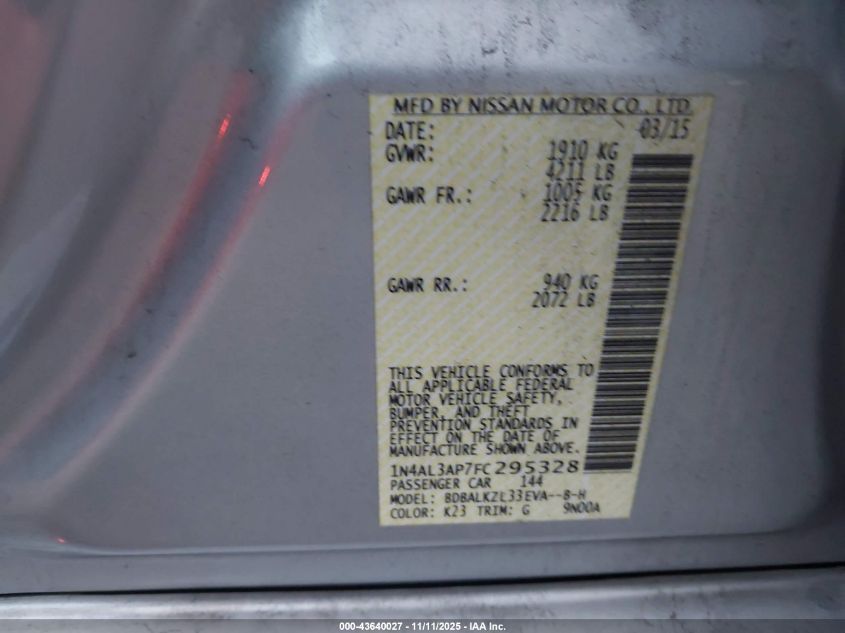 MFD BY NISSAN MOTOR CO., LTD.
DATE: 03/15
GVWR: 1910 KG
4211 LB
GAWR FR.: 1005 KG
2216 LB
GAWR RR.: 940 KG
2072 LB
THIS VEHICLE CONFORMS TO
ALL APPLICABLE FEDERAL
MOTOR VEHICLE SAFETY,
BUMPER, AND THEFT
PREVENTION STANDARDS IN
EFFECT ON THE DATE OF
MANUFACTURE SHOWN ABOVE.
1N4AL3AP7FC295328
PASSENGER CAR 144
MODEL: BDBALKZL33EVA--B-H
COLOR: K23 TRIM: G 9N00A
000-43640027 - 11/11/2025 - IAA Inc.